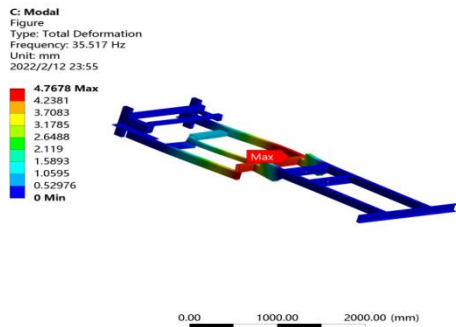 C: Modal
Figure
Type: Total Deformation
Frequency: 35.517 Hz
Unit: mm
2022/2/12 23:55
4.7678 Max
4.2381
3.7083
3.1785
2.6488
2.119
1.5893
1.0595
0.52976
0 Min
Max
0.00 1000.00 2000.00 (mm)